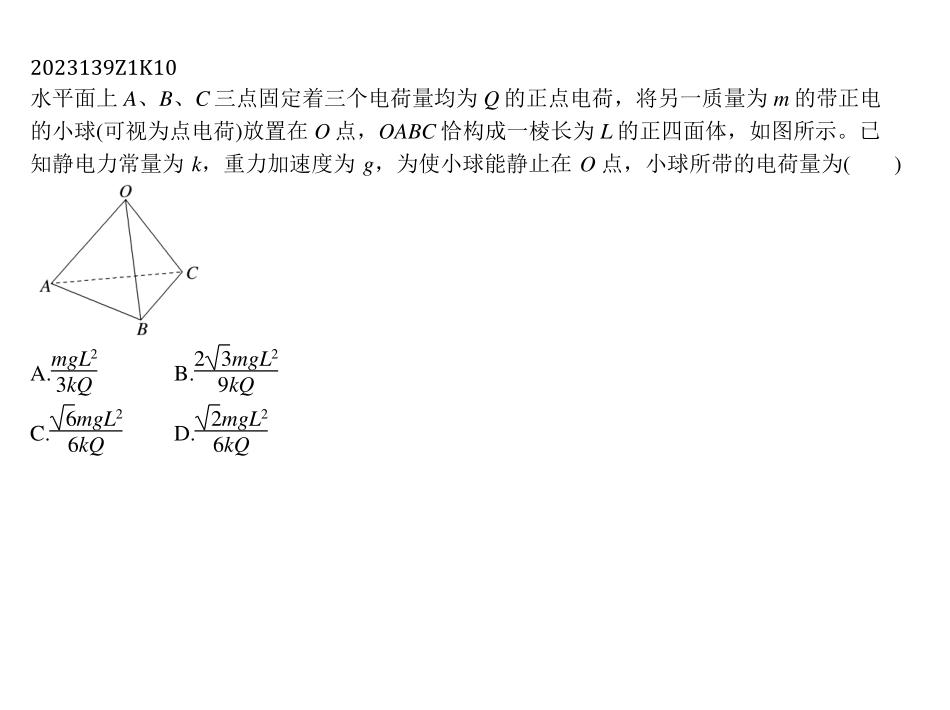 2023139Z1K10
水平面上 A、B、C 三点固定着三个电荷量均为 Q 的正点电荷，将另一质量为 m 的带正电
的小球(可视为点电荷)放置在 O 点，OABC 恰构成一棱长为 L 的正四面体，如图所示。已
知静电力常量为 k，重力加速度为 g，为使小球能静止在 O 点，小球所带的电荷量为(　　)
O
C
A
B
A.\frac{mgL^2}{3kQ}　　B.\frac{2\sqrt{3}mgL^2}{9kQ}
C.\frac{\sqrt{6}mgL^2}{6kQ}　　D.\frac{\sqrt{2}mgL^2}{6kQ}